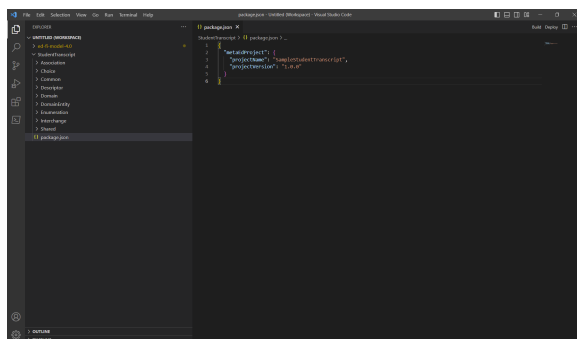 File Edit Selection View Go Run Terminal Help
package.json - Untitled (Workspace) - Visual Studio Code
EXPLORER
UNTITLED (WORKSPACE)
> ed-fi-model-4.0
StudentTranscript
> Association
> Choice
> Common
> Descriptor
> Domain
> DomainEntity
> Enumeration
> Interchange
> Shared
{} package.json
> OUTLINE
{} package.json ×
Build Deploy
StudentTranscript > {} package.json > ...
1 {
2 "metaEdProject": {
3 "projectName": "SampleStudentTranscript",
4 "projectVersion": "1.0.0"
5 }
6 }